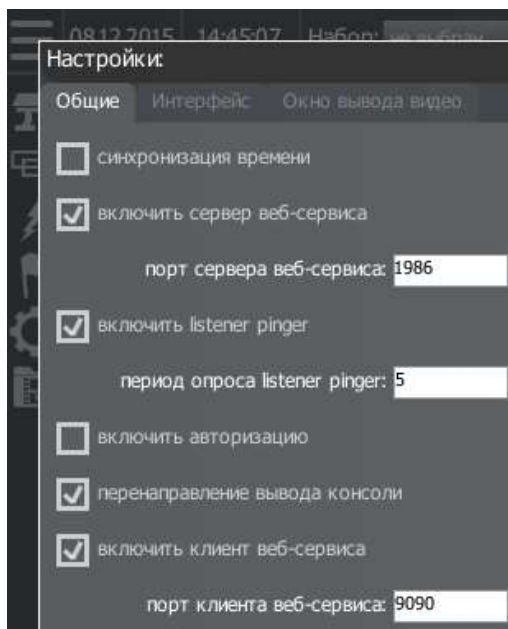 08.12.2015 14:45:07 Набор: не выбран
Настройки:
Общие Интерфейс Окно вывода видео
синхронизация времени
включить сервер веб-сервиса
порт сервера веб-сервиса: 1986
включить listener pinger
период опроса listener pinger: 5
включить авторизацию
перенаправление вывода консоли
включить клиент веб-сервиса
порт клиента веб-сервиса: 9090